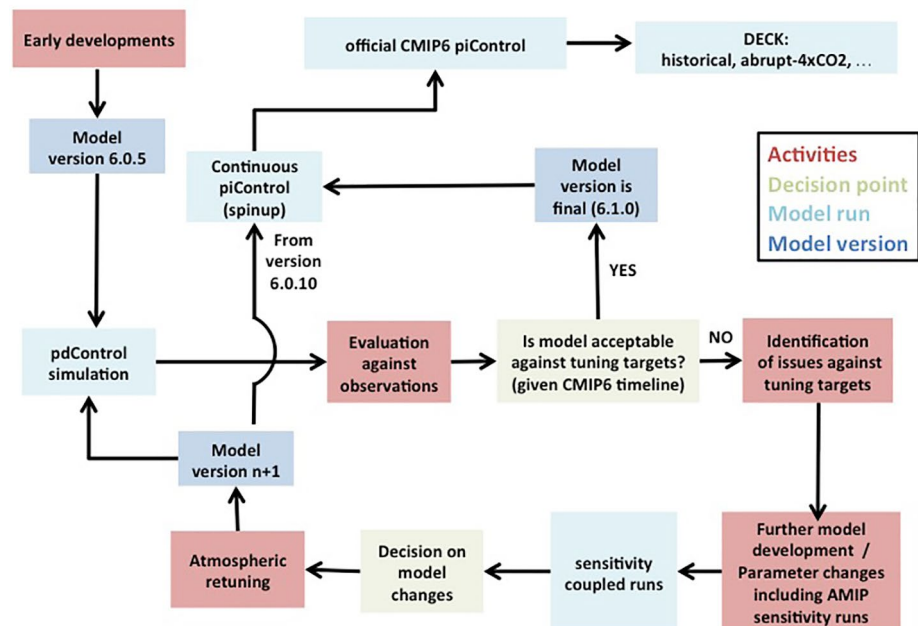 Early developments
official CMIP6 piControl
DECK:
historical, abrupt-4xCO2, ...
Model
version 6.0.5
Continuous
piControl
(spinup)
Model
version is
final (6.1.0)
Activities
Decision point
Model run
Model version
From
version
6.0.10
YES
pdControl
simulation
Evaluation
against
observations
Is model acceptable
against tuning targets?
(given CMIP6 timeline)
NO
Identification
of issues against
tuning targets
Model
version n+1
Atmospheric
retuning
Decision on
model
changes
sensitivity
coupled runs
Further model
development /
Parameter changes
including AMIP
sensitivity runs